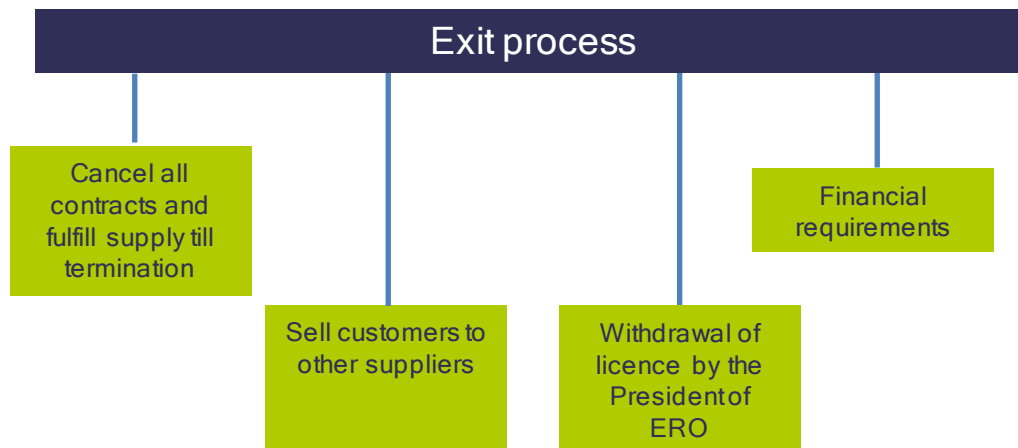 Exit process
Cancel all
contracts and
fulfill supply till
termination
Sell customers to
other suppliers
Withdrawal of
licence by the
President of
ERO
Financial
requirements